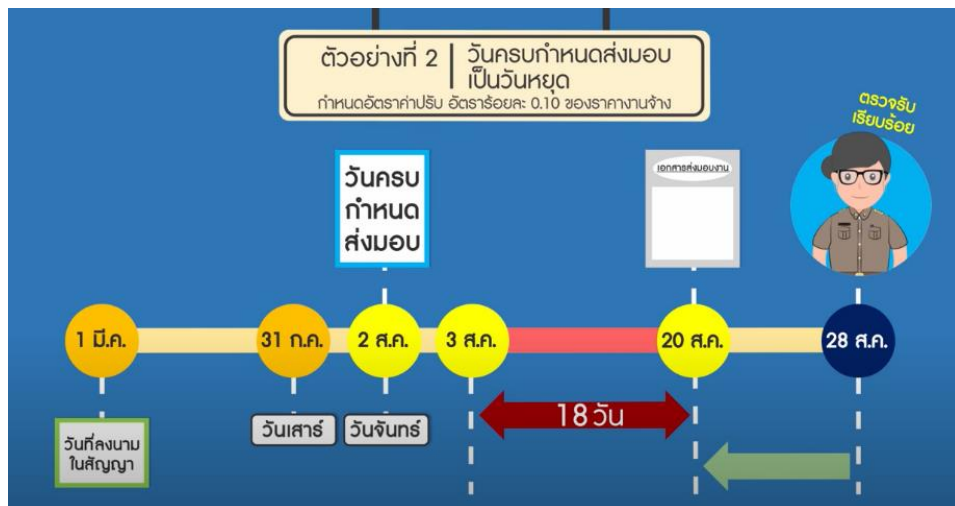 ตัวอย่างที่ 2
วันครบกำหนดส่งมอบ
เป็นวันหยุด
กำหนดอัตราค่าปรับ อัตราร้อยละ 0.10 ของราคางานจ้าง
ตรวจรับ
เรียบร้อย
วันครบ
กำหนด
ส่งมอบ
เอกสารส่งมอบงาน
1 มี.ค.
31 ก.ค.
2 ส.ค.
3 ส.ค.
20 ส.ค.
28 ส.ค.
18 วัน
วันที่ลงนาม
ในสัญญา
วันเสาร์
วันจันทร์